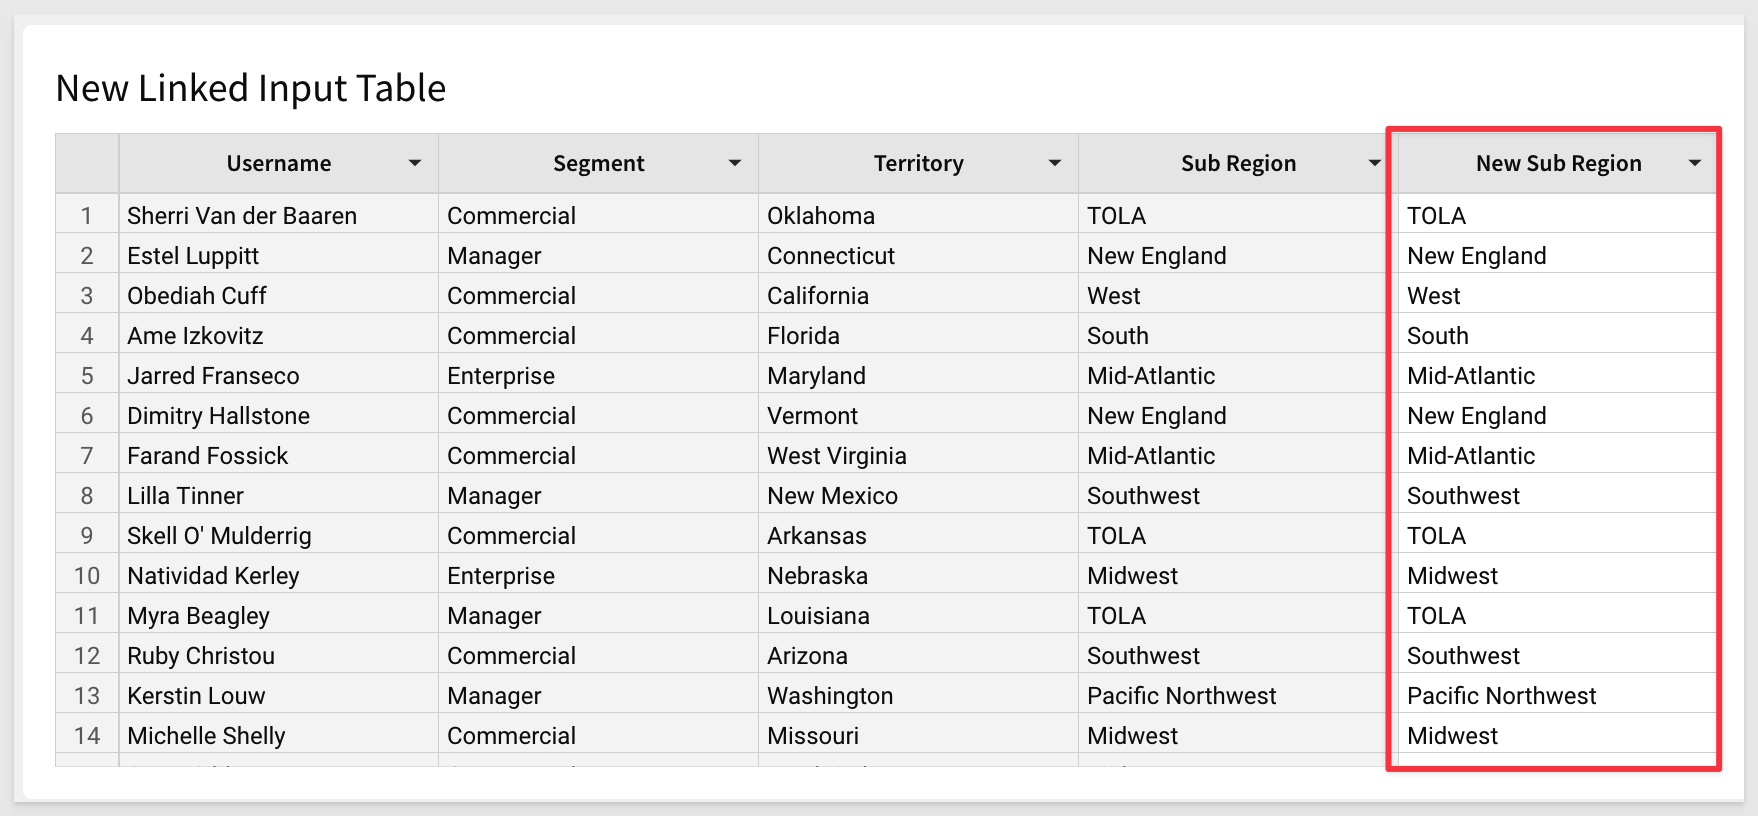 New Linked Input Table
Username Segment Territory Sub Region New Sub Region
1 Sherri Van der Baaren Commercial Oklahoma TOLA TOLA
2 Estel Luppitt Manager Connecticut New England New England
3 Obediah Cuff Commercial California West West
4 Ame Izkovitz Commercial Florida South South
5 Jarred Franseco Enterprise Maryland Mid-Atlantic Mid-Atlantic
6 Dimitry Hallstone Commercial Vermont New England New England
7 Farand Fossick Commercial West Virginia Mid-Atlantic Mid-Atlantic
8 Lilla Tinner Manager New Mexico Southwest Southwest
9 Skell O' Mulderrig Commercial Arkansas TOLA TOLA
10 Natividad Kerley Enterprise Nebraska Midwest Midwest
11 Myra Beagley Manager Louisiana TOLA TOLA
12 Ruby Christou Commercial Arizona Southwest Southwest
13 Kerstin Louw Manager Washington Pacific Northwest Pacific Northwest
14 Michelle Shelly Commercial Missouri Midwest Midwest